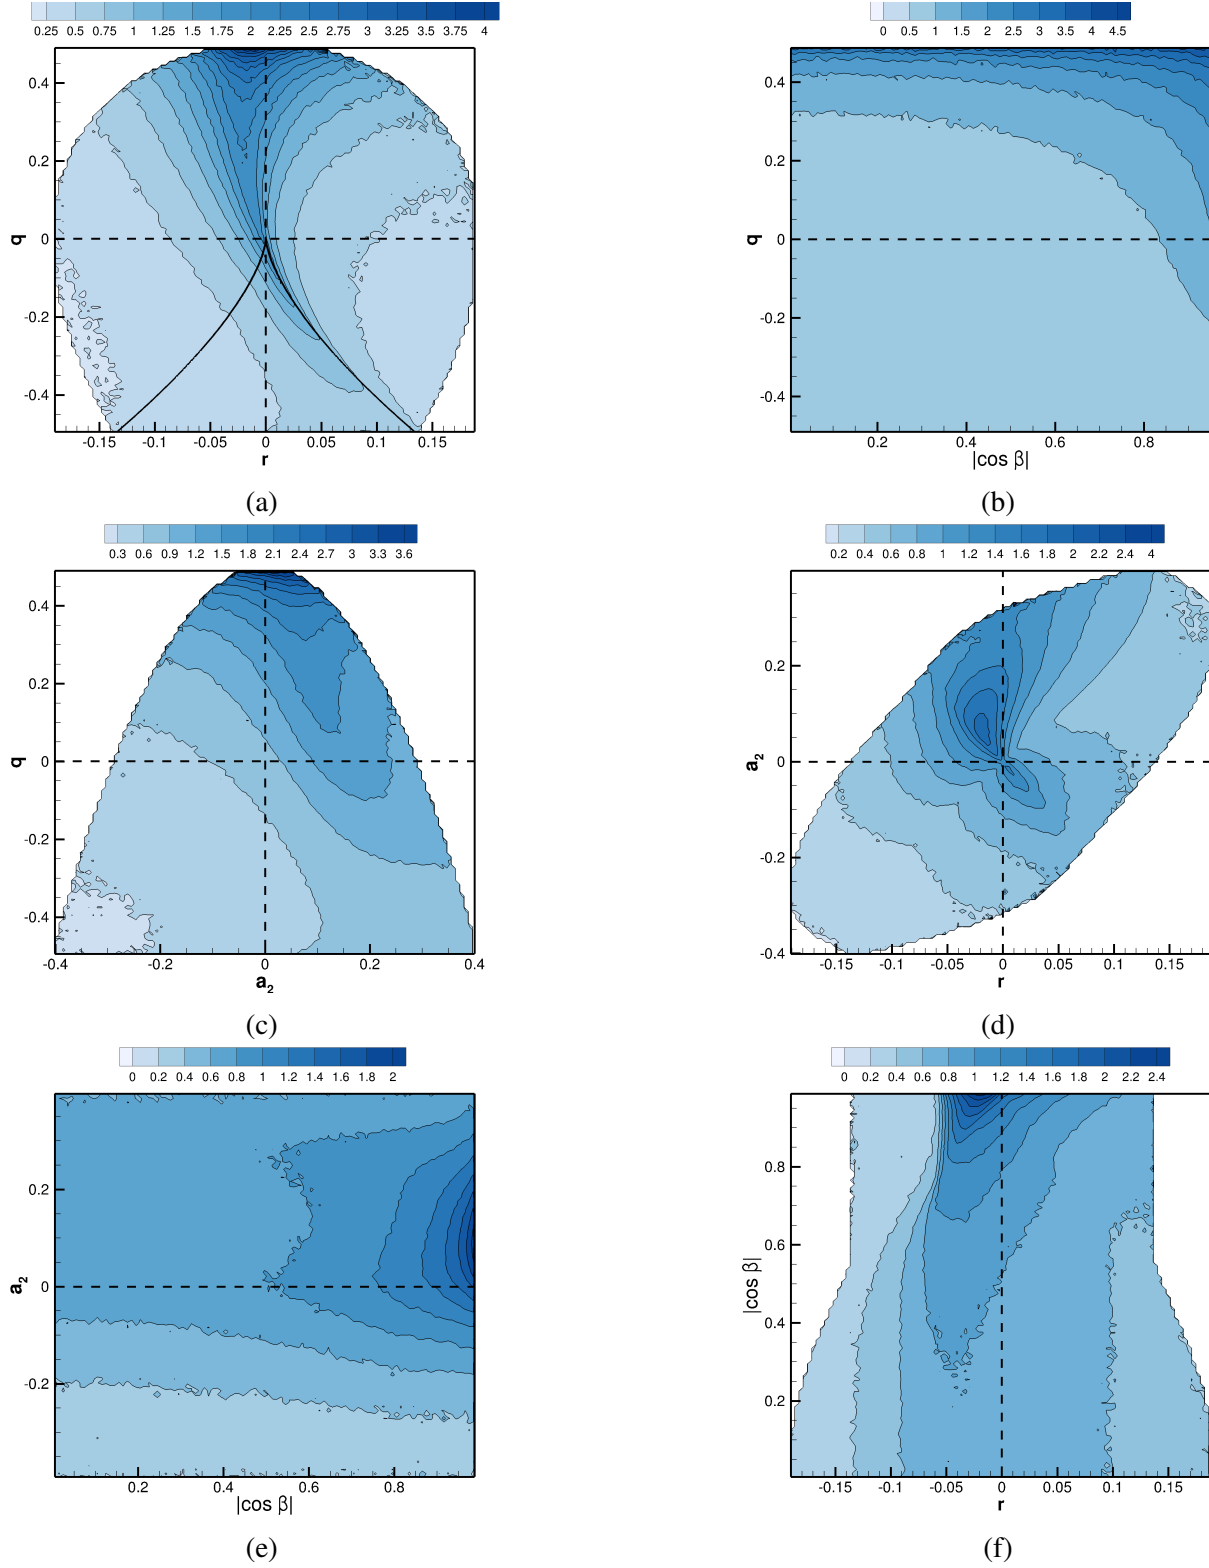 0.25 0.5 0.75 1 1.25 1.5 1.75 2 2.25 2.5 2.75 3 3.25 3.5 3.75 4
0.4
0.2
0
-0.2
-0.4
q
-0.15 -0.1 -0.05 0 0.05 0.1 0.15
r
(a)
0 0.5 1 1.5 2 2.5 3 3.5 4 4.5
0.4
0.2
0
-0.2
-0.4
q
0.2 0.4 0.6 0.8
|cos β|
(b)
0.3 0.6 0.9 1.2 1.5 1.8 2.1 2.4 2.7 3 3.3 3.6
0.4
0.2
0
-0.2
-0.4
q
-0.4 -0.2 0 0.2 0.4
a₂
(c)
0.2 0.4 0.6 0.8 1 1.2 1.4 1.6 1.8 2 2.2 2.4 4
0.2
0
-0.2
-0.4
a₂
-0.15 -0.1 -0.05 0 0.05 0.1 0.15
r
(d)
0 0.2 0.4 0.6 0.8 1 1.2 1.4 1.6 1.8 2
0.2
0
-0.2
a₂
0.2 0.4 0.6 0.8
|cos β|
(e)
0 0.2 0.4 0.6 0.8 1 1.2 1.4 1.6 1.8 2 2.2 2.4
0.8
0.6
0.4
0.2
|cos β|
-0.15 -0.1 -0.05 0 0.05 0.1 0.15
r
(f)